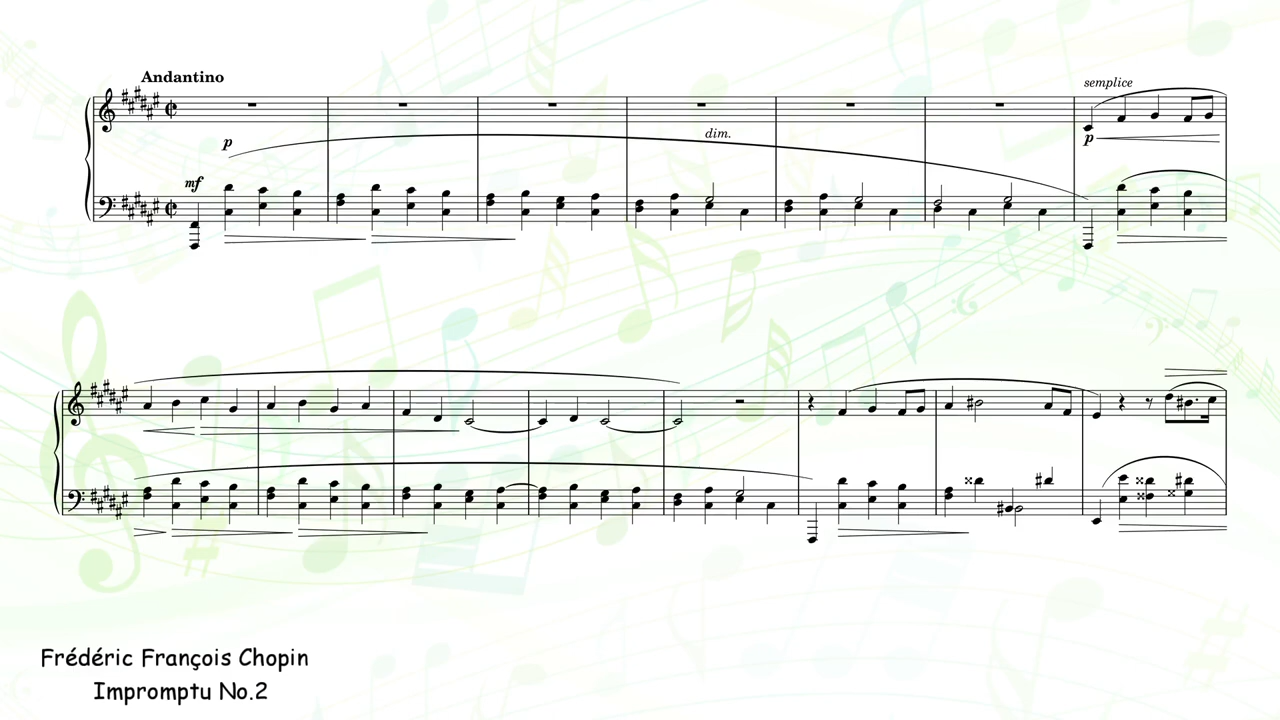 Andantino
semplice
p
dim.
p
mf
Frédéric François Chopin
Impromptu No.2